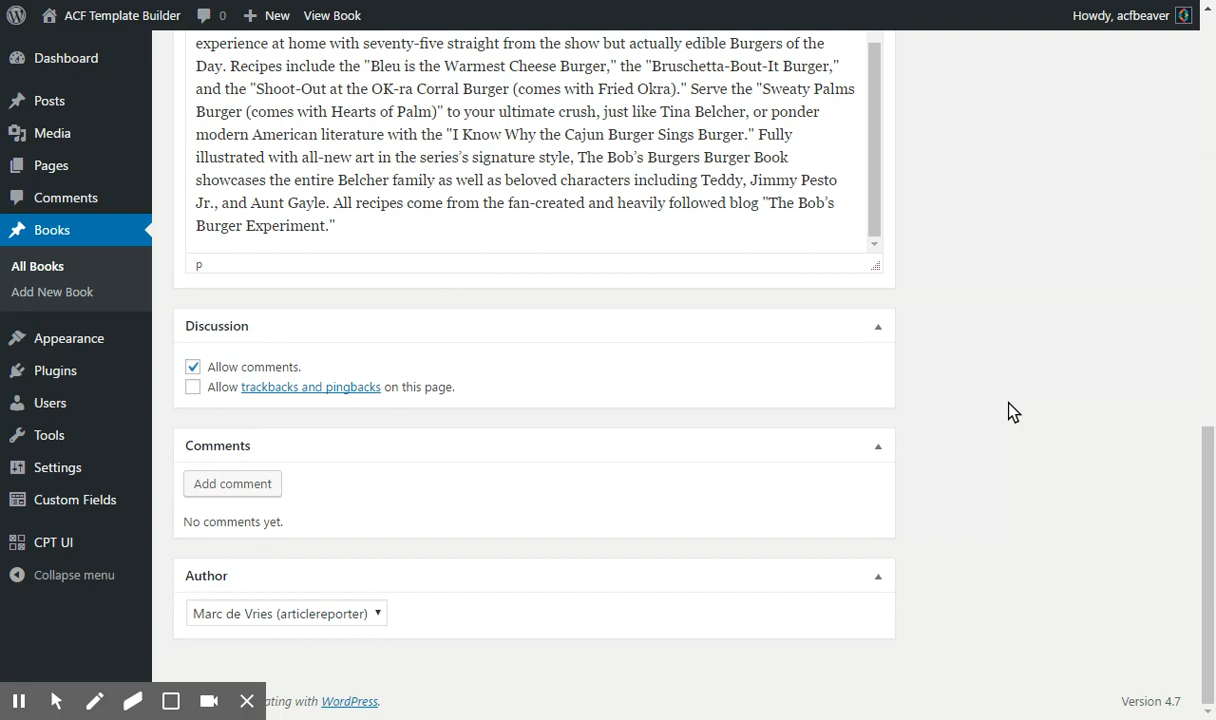 ACF Template Builder 0 New View Book Howdy, acfbeaver
Dashboard
Posts
Media
Pages
Comments
Books
All Books
Add New Book
Appearance
Plugins
Users
Tools
Settings
Custom Fields
CPT UI
Collapse menu
experience at home with seventy-five straight from the show but actually edible Burgers of the
Day. Recipes include the "Bleu is the Warmest Cheese Burger," the "Bruschetta-Bout-It Burger,"
and the "Shoot-Out at the OK-ra Corral Burger (comes with Fried Okra)." Serve the "Sweaty Palms
Burger (comes with Hearts of Palm)" to your ultimate crush, just like Tina Belcher, or ponder
modern American literature with the "I Know Why the Cajun Burger Sings Burger." Fully
illustrated with all-new art in the series’s signature style, The Bob’s Burgers Burger Book
showcases the entire Belcher family as well as beloved characters including Teddy, Jimmy Pesto
Jr., and Aunt Gayle. All recipes come from the fan-created and heavily followed blog "The Bob’s
Burger Experiment."
p
Discussion
Allow comments.
Allow trackbacks and pingbacks on this page.
Comments
Add comment
No comments yet.
Author
Marc de Vries (articlereporter)
ating with WordPress.
Version 4.7